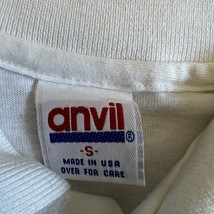 anvil®
-S-
MADE IN USA
OVER FOR CARE